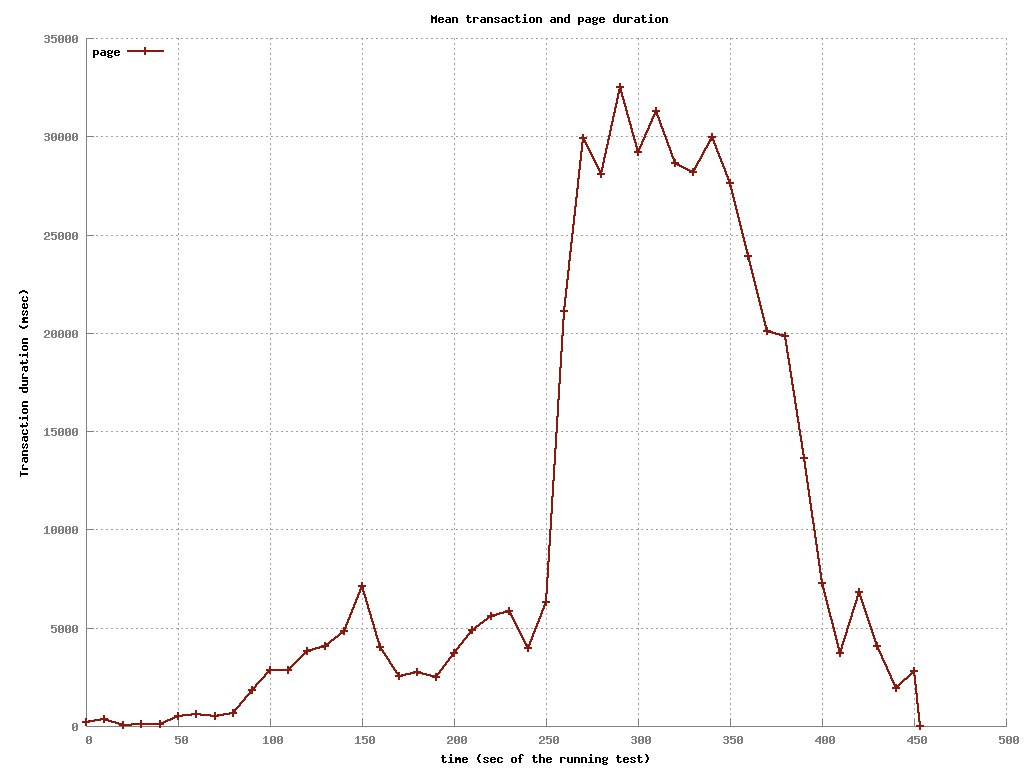 Mean transaction and page duration
35000
page
30000
25000
20000
15000
10000
5000
0
Transaction duration (msec)
0 50 100 150 200 250 300 350 400 450 500
time (sec of the running test)